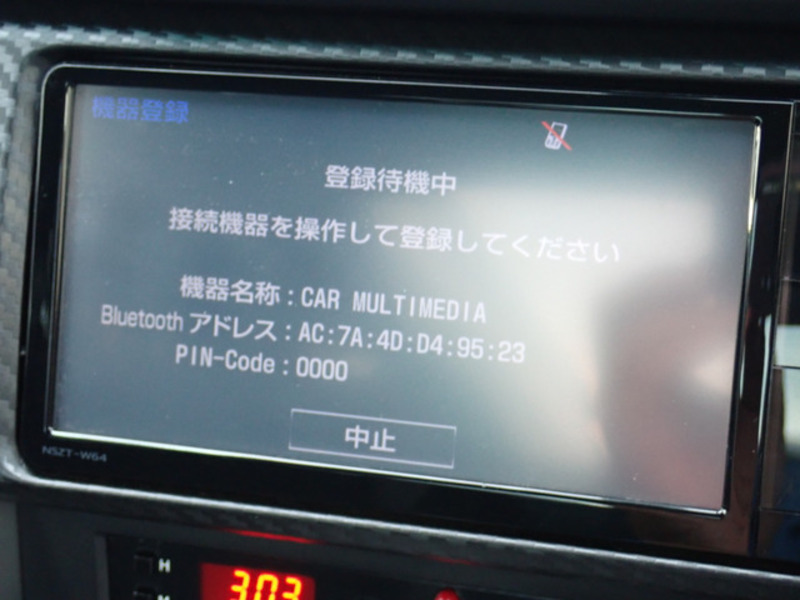 機器登録
登録待機中
接続機器を操作して登録してください
機器名称：CAR MULTIMEDIA
Bluetooth アドレス：AC:7A:4D:D4:95:23
PIN-Code：0000
中止
NSZT-W64
H
303